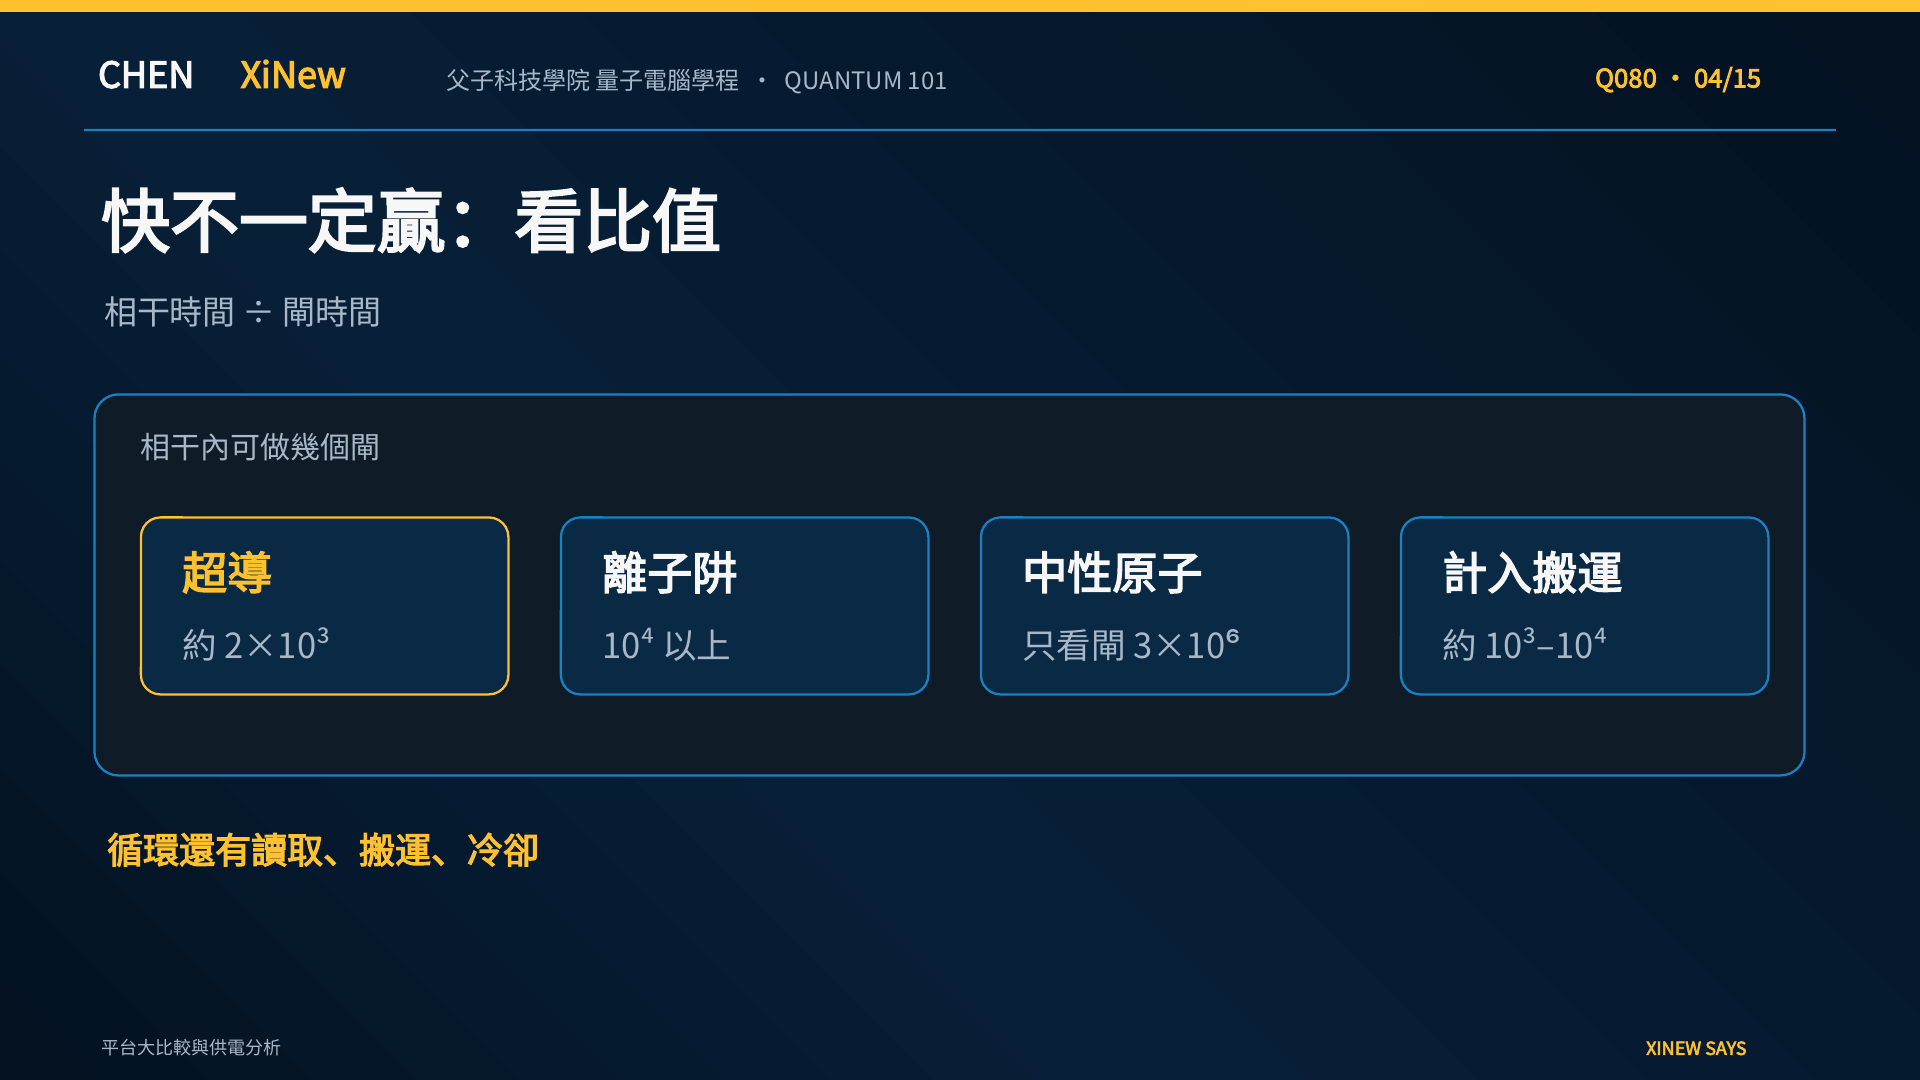 CHEN XiNew 父子科技學院 量子電腦學程 • QUANTUM 101 Q080 • 04/15
快不一定贏：看比值
相干時間 ÷ 閘時間
相干內可做幾個閘
超導
約 2×10³
離子阱
10⁴ 以上
中性原子
只看閘 3×10⁶
計入搬運
約 10³–10⁴
循環還有讀取、搬運、冷卻
平台大比較與供電分析
XINEW SAYS